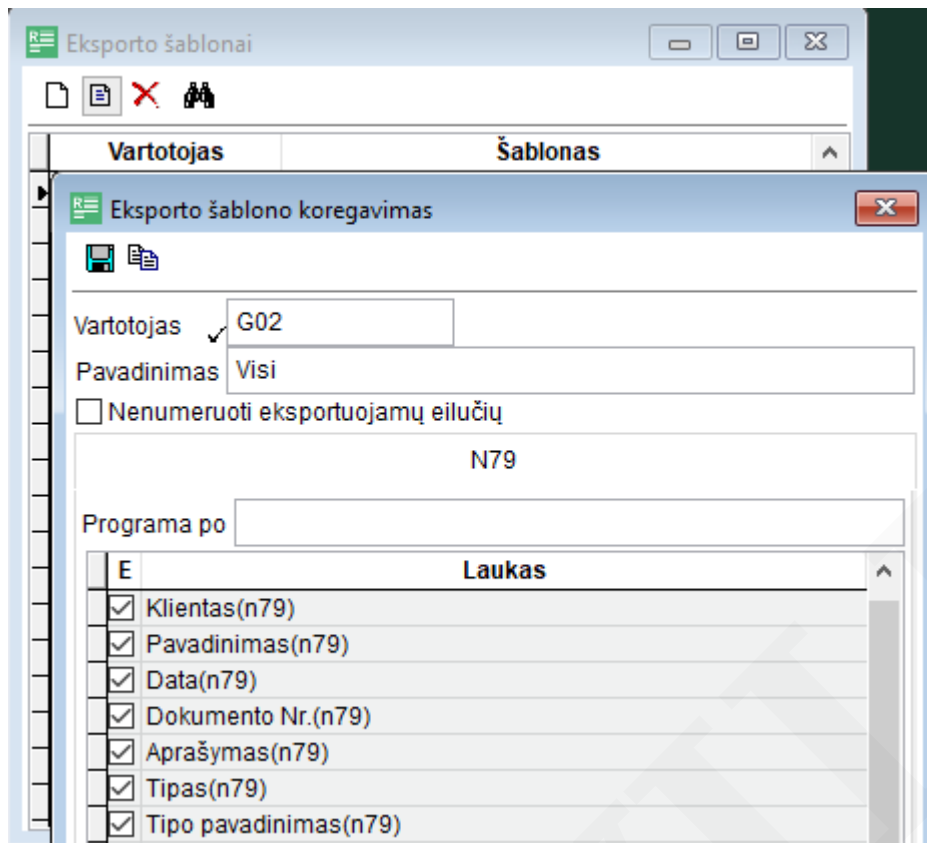 Eksporto šablonai
Vartotojas Šablonas
Eksporto šablono koregavimas
Vartotojas G02
Pavadinimas Visi
Nenumeruoti eksportuojamų eilučių
N79
Programa po
E Laukas
Klientas(n79)
Pavadinimas(n79)
Data(n79)
Dokumento Nr.(n79)
Aprašymas(n79)
Tipas(n79)
Tipo pavadinimas(n79)